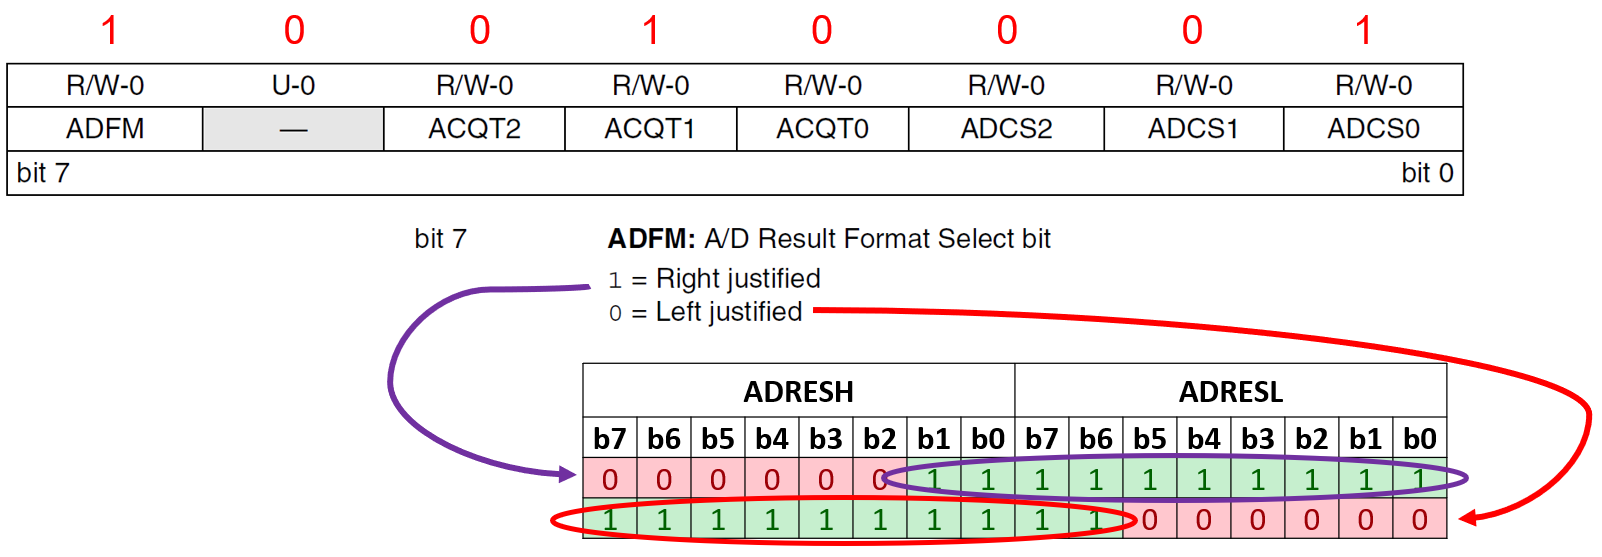 1 0 0 1 0 0 0 1
R/W-0 U-0 R/W-0 R/W-0 R/W-0 R/W-0 R/W-0 R/W-0
ADFM — ACQT2 ACQT1 ACQT0 ADCS2 ADCS1 ADCS0
bit 7 bit 0
bit 7 ADFM: A/D Result Format Select bit
1 = Right justified
0 = Left justified
ADRESH ADRESL
b7 b6 b5 b4 b3 b2 b1 b0 b7 b6 b5 b4 b3 b2 b1 b0
0 0 0 0 0 0 1 1 1 1 1 1 1 1 1 1
1 1 1 1 1 1 1 1 1 1 0 0 0 0 0 0